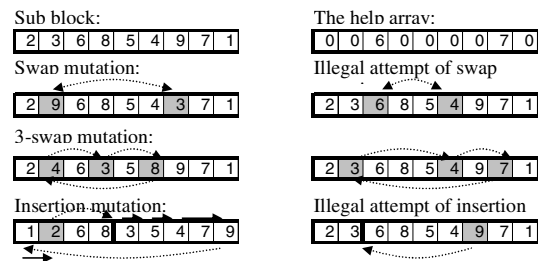 Sub block:
The help array:
2 3 6 8 5 4 9 7 1
0 0 6 0 0 0 0 7 0
Swap mutation:
Illegal attempt of swap
2 9 6 8 5 4 3 7 1
2 3 6 8 5 4 9 7 1
3-swap mutation:
2 4 6 3 5 8 9 7 1
2 3 6 8 5 4 9 7 1
Insertion mutation:
Illegal attempt of insertion
1 2 6 8 3 5 4 7 9
2 3 6 8 5 4 9 7 1